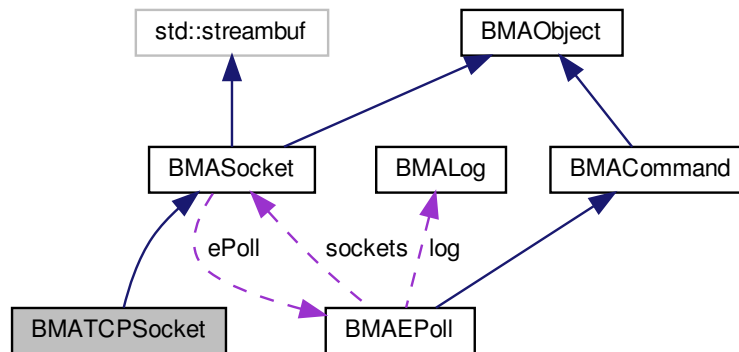 std::streambuf
BMAObject
BMASocket
BMALog
BMACommand
ePoll
sockets
log
BMATCPSocket
BMAEPoll